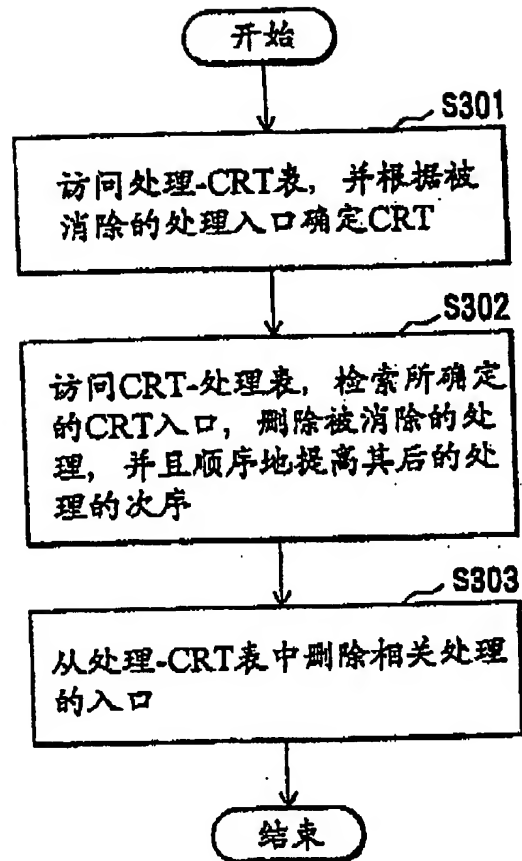 开始
S301
访问处理-CRT表，并根据被
消除的处理入口确定CRT
S302
访问CRT-处理表，检索所确定
的CRT入口，删除被消除的处
理，并且顺序地提高其后的处
理的次序
S303
从处理-CRT表中删除相关处理
的入口
结束